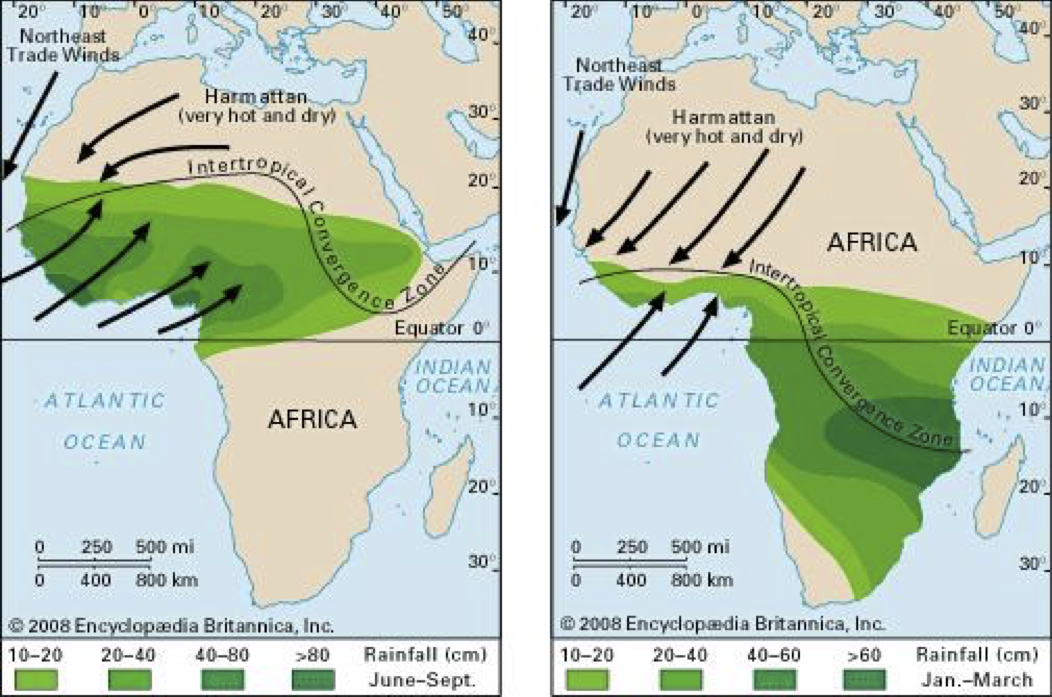 20° 10° 0° 10° 20° 30° 40° 50°
Northeast
Trade Winds
40°
Harmattan
(very hot and dry)
30°
Intertropical Convergence Zone
20°
10°
Equator 0°
INDIAN
OCEAN
ATLANTIC
OCEAN
AFRICA
10°
20°
0 250 500 mi
0 400 800 km
30°
© 2008 Encyclopædia Britannica, Inc.
10–20 20–40 40–80 >80 Rainfall (cm)
June–Sept.
20° 10° 0° 10° 20° 30° 40° 50°
40°
Northeast
Trade Winds
30°
Harmattan
(very hot and dry)
20°
AFRICA
10°
Intertropical Convergence Zone
Equator 0°
INDIAN
OCEAN
ATLANTIC
OCEAN
10°
20°
0 250 500 mi
0 400 800 km
30°
© 2008 Encyclopædia Britannica, Inc.
10–20 20–40 40–60 >60 Rainfall (cm)
Jan.–March